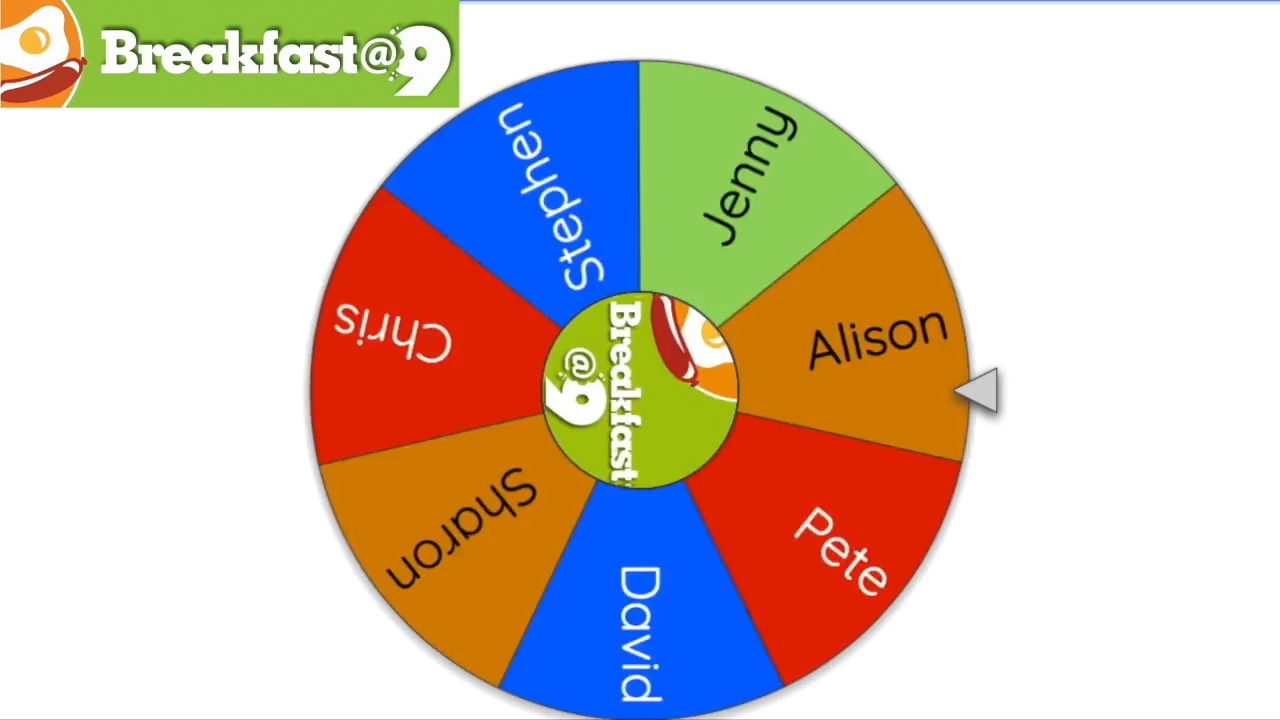 Breakfast@9
Stephen
Jenny
Alison
Pete
David
Sharon
Chris
Breakfast
@9